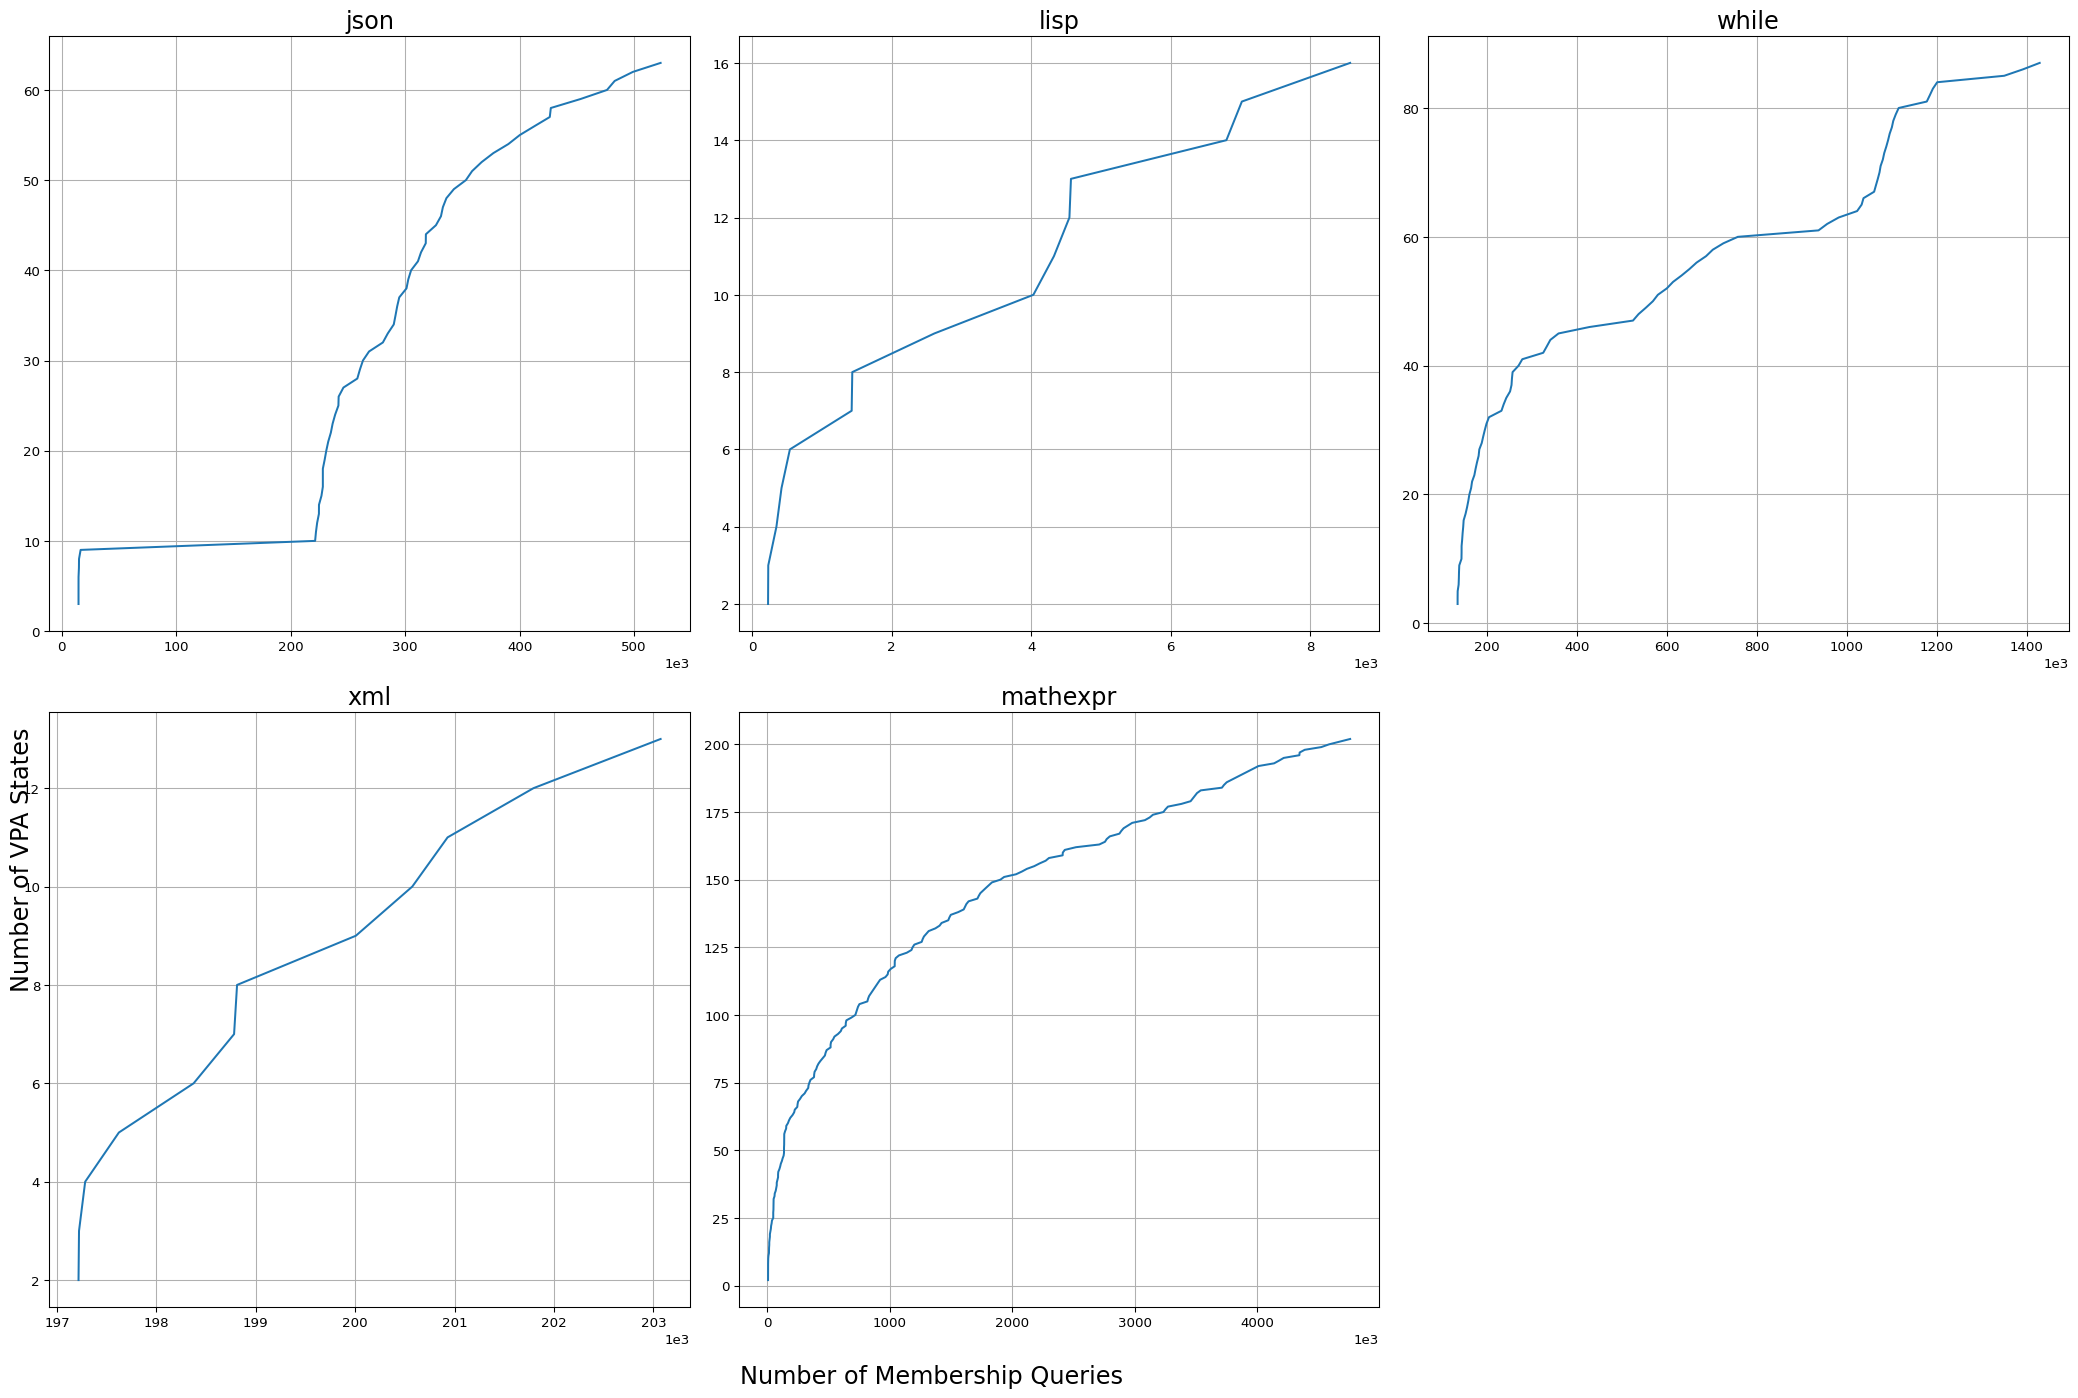 json
60
50
40
30
20
10
0
0 100 200 300 400 500
1e3
lisp
16
14
12
10
8
6
4
2
0 2 4 6 8
1e3
while
80
60
40
20
0
200 400 600 800 1000 1200 1400
1e3
Number of VPA States
xml
12
10
8
6
4
2
197 198 199 200 201 202 203
1e3
mathexpr
200
175
150
125
100
75
50
25
0
0 1000 2000 3000 4000
1e3
Number of Membership Queries